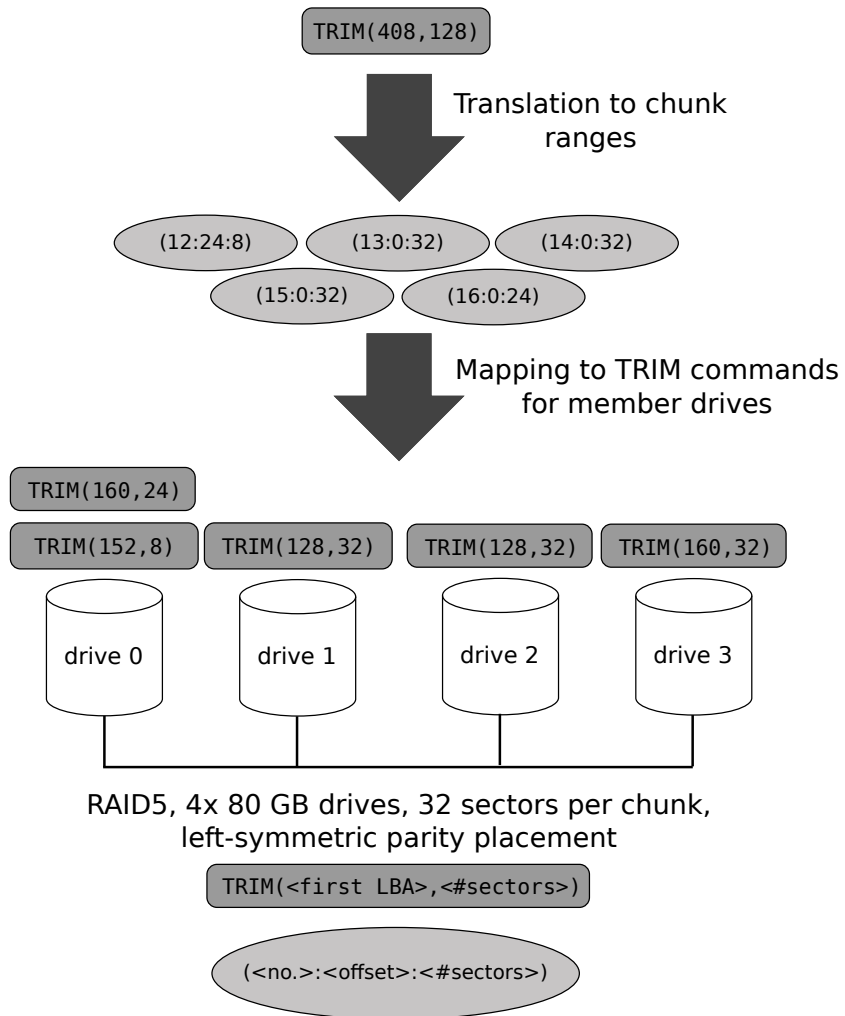 TRIM(408,128)
Translation to chunk
ranges
(12:24:8)
(13:0:32)
(14:0:32)
(15:0:32)
(16:0:24)
Mapping to TRIM commands
for member drives
TRIM(160,24)
TRIM(152,8)
TRIM(128,32)
TRIM(128,32)
TRIM(160,32)
drive 0
drive 1
drive 2
drive 3
RAID5, 4x 80 GB drives, 32 sectors per chunk,
left-symmetric parity placement
TRIM(<first LBA>,<#sectors>)
(<no.>:<offset>:<#sectors>)